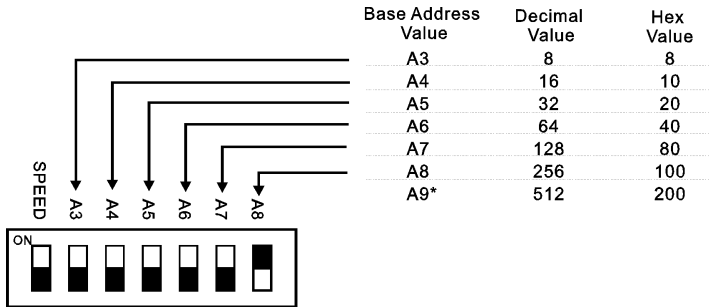 Base Address Value Decimal Value Hex Value
A3 8 8
A4 16 10
A5 32 20
A6 64 40
A7 128 80
A8 256 100
A9* 512 200
SPEED A3 A4 A5 A6 A7 A8
ON